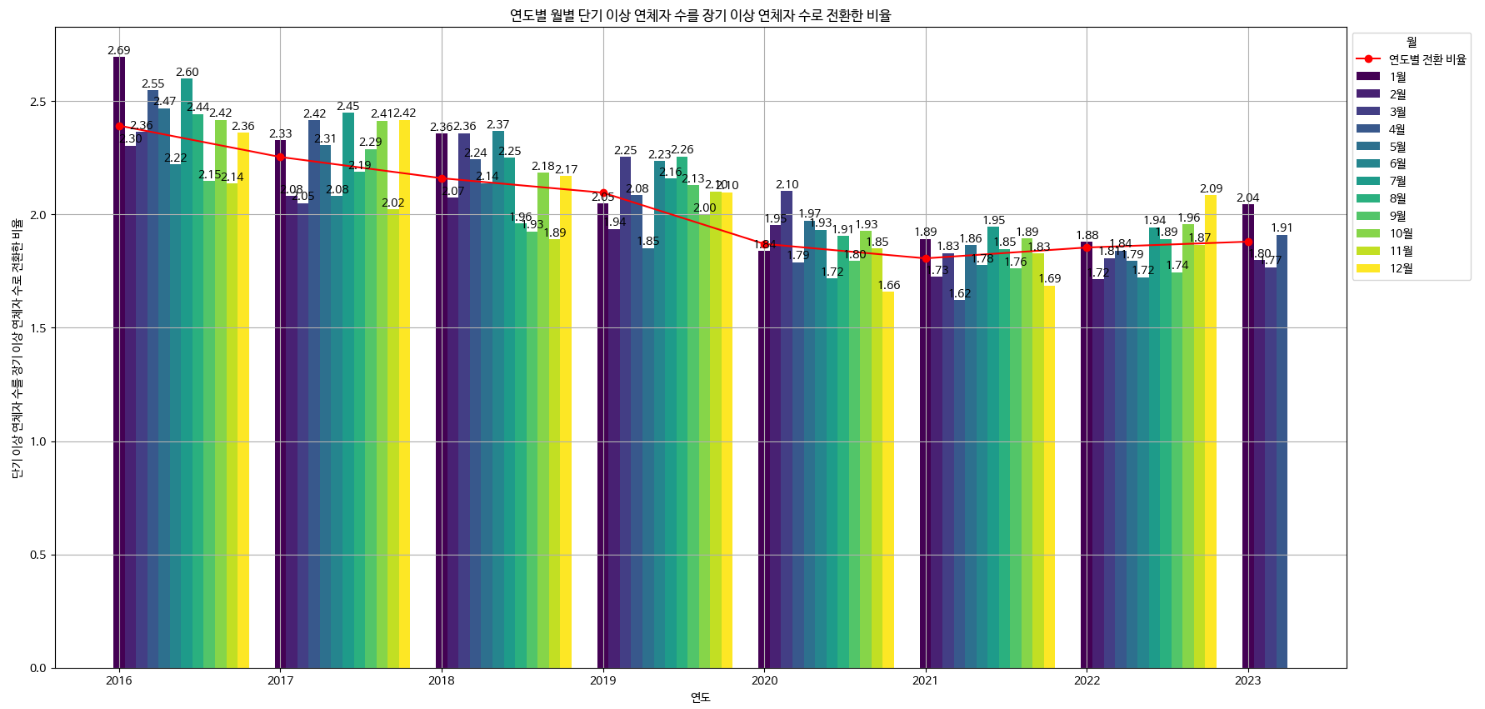 연도별 월별 단기 이상 연체자 수를 장기 이상 연체자 수로 전환한 비율
단기 이상 연체자 수를 장기 이상 연체자 수로 전환한 비율
2.5
2.0
1.5
1.0
0.5
0.0
2.69 2.30 2.36 2.55 2.47 2.22 2.60 2.44 2.15 2.42 2.14 2.36
2.33 2.08 2.05 2.42 2.31 2.08 2.45 2.19 2.29 2.41 2.02 2.42
2.36 2.07 2.36 2.24 2.14 2.37 2.25 1.96 1.93 2.18 1.89 2.17
2.05 1.94 2.25 2.08 1.85 2.23 2.16 2.26 2.13 2.00 2.10 2.10
1.84 1.95 2.10 1.79 1.97 1.93 1.72 1.91 1.80 1.93 1.85 1.66
1.89 1.73 1.83 1.62 1.86 1.78 1.95 1.85 1.76 1.89 1.83 1.69
1.88 1.72 1.81 1.84 1.79 1.72 1.94 1.89 1.74 1.96 1.87 2.09
2.04 1.80 1.77 1.91
2016 2017 2018 2019 2020 2021 2022 2023
연도
월
연도별 전환 비율
1월
2월
3월
4월
5월
6월
7월
8월
9월
10월
11월
12월